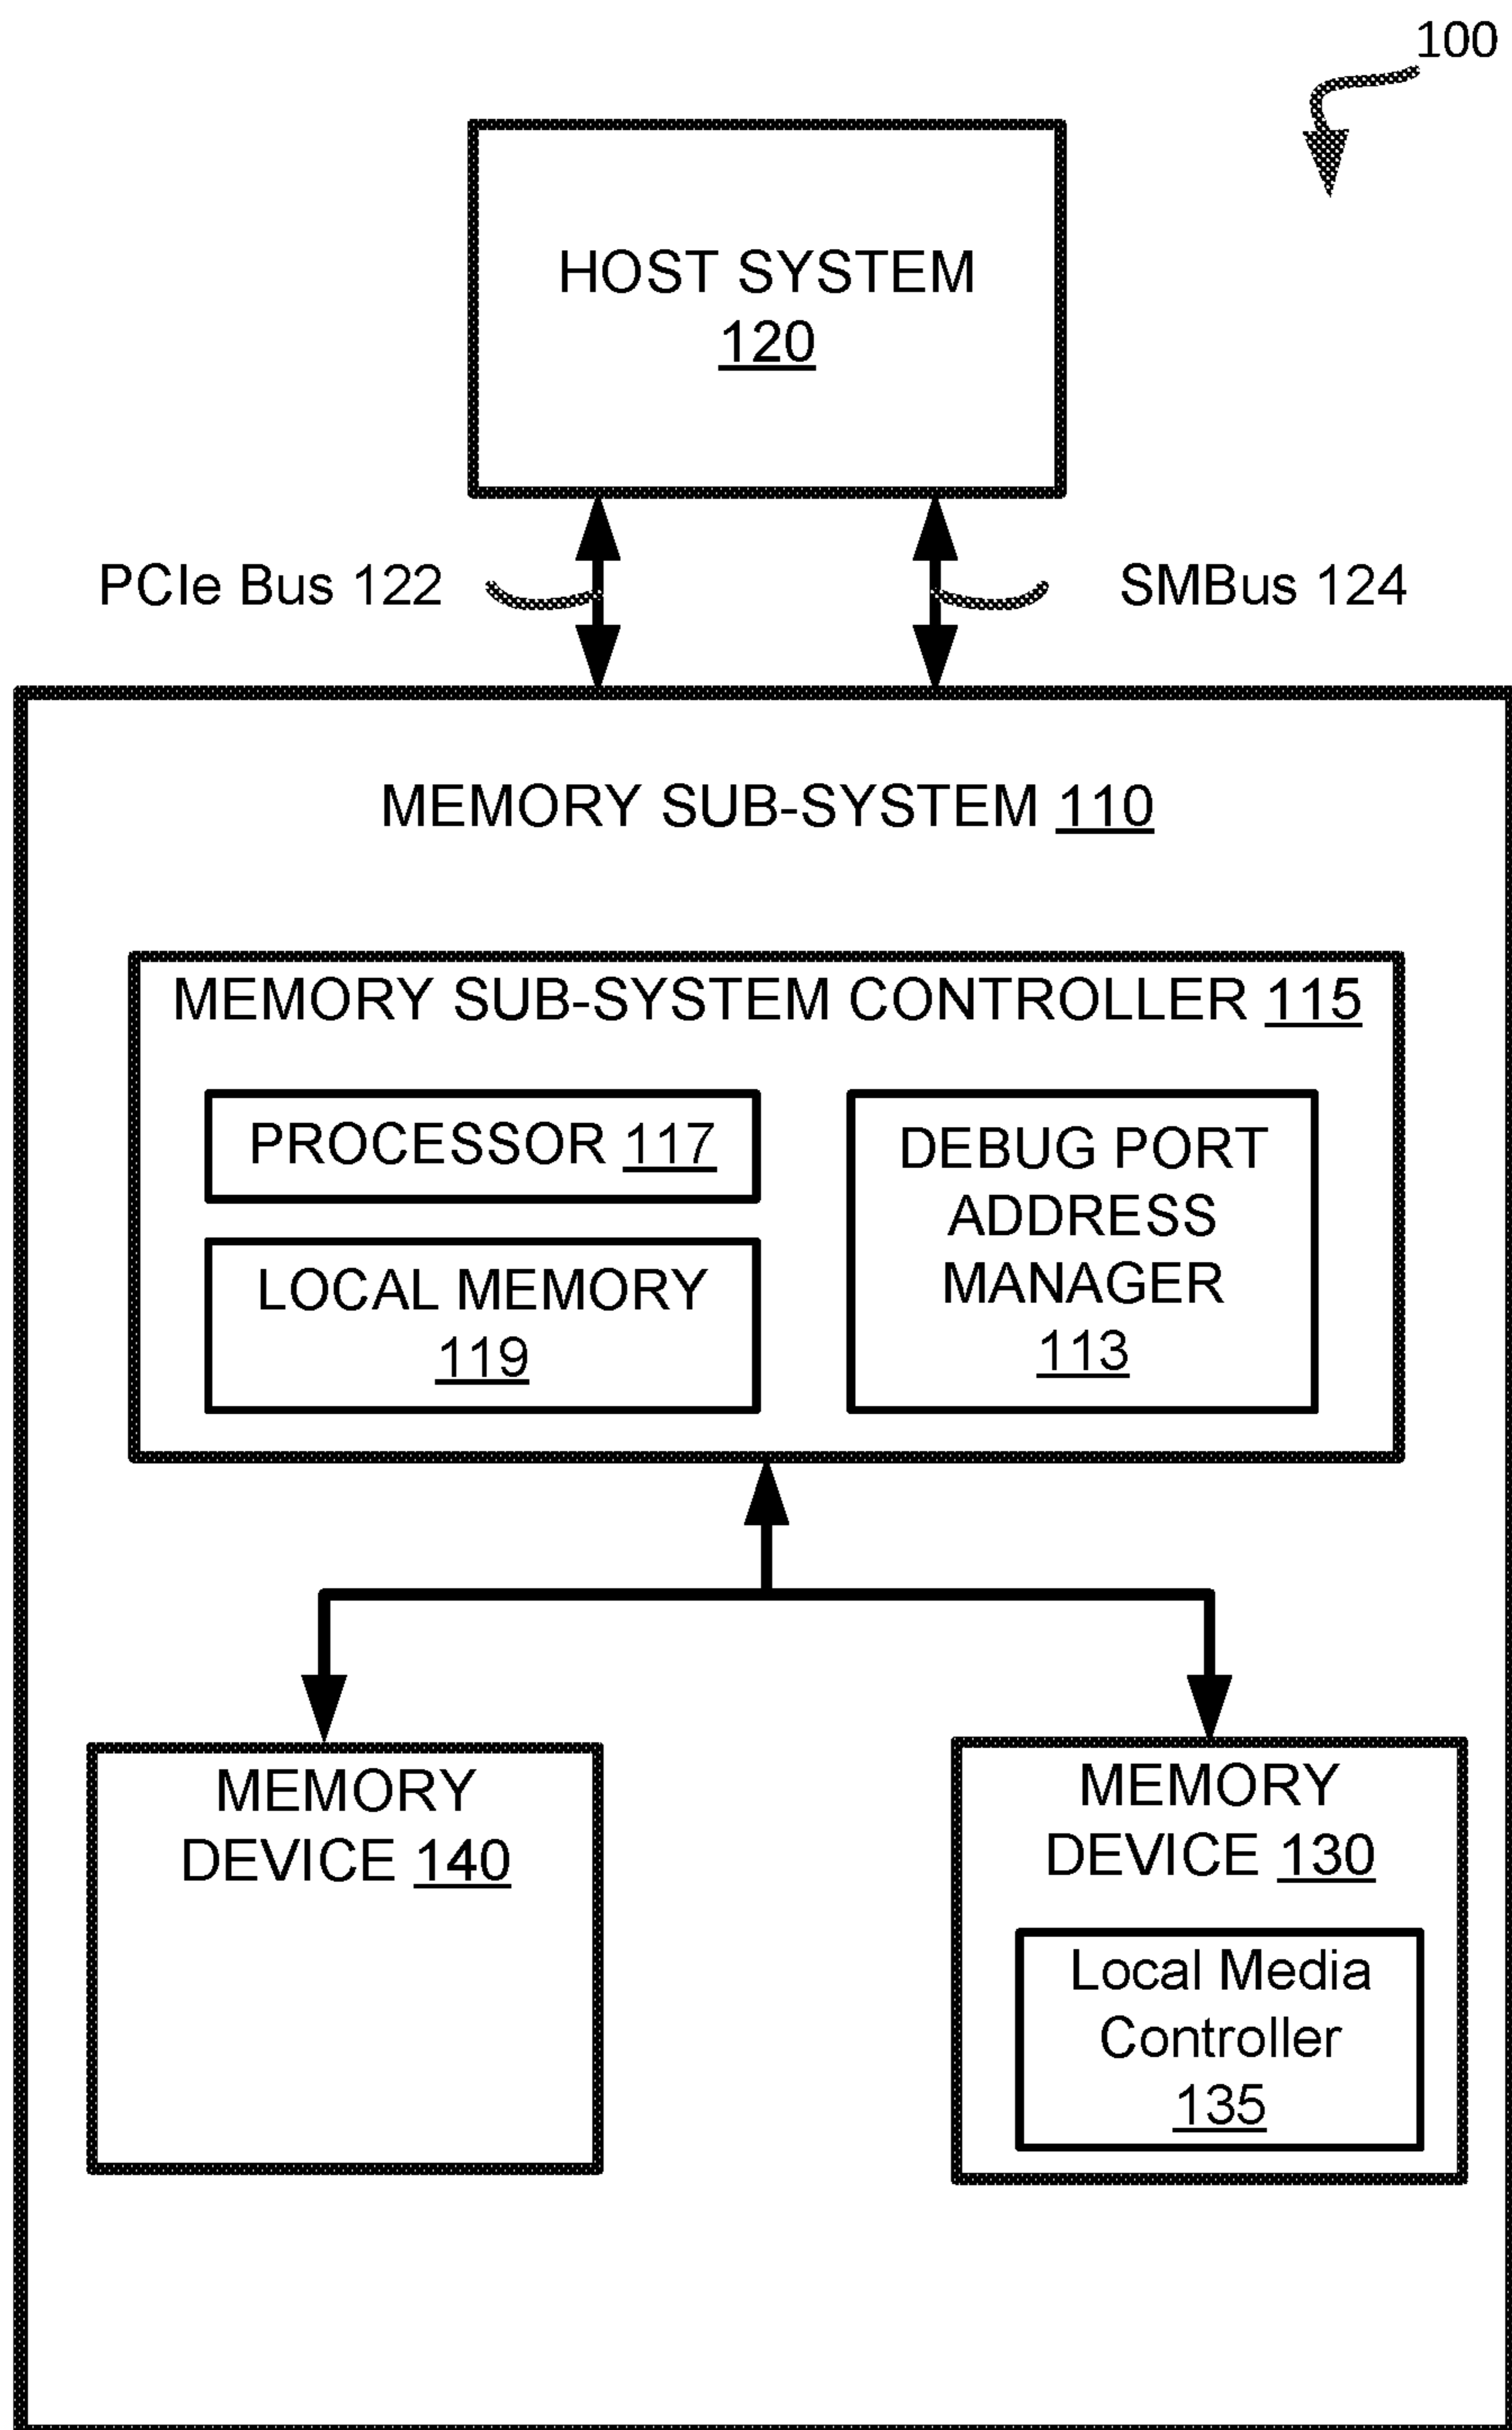 100
HOST SYSTEM
120
PCIe Bus 122
SMBus 124
MEMORY SUB-SYSTEM 110
MEMORY SUB-SYSTEM CONTROLLER 115
PROCESSOR 117
LOCAL MEMORY
119
DEBUG PORT
ADDRESS
MANAGER
113
MEMORY
DEVICE 140
MEMORY
DEVICE 130
Local Media
Controller
135